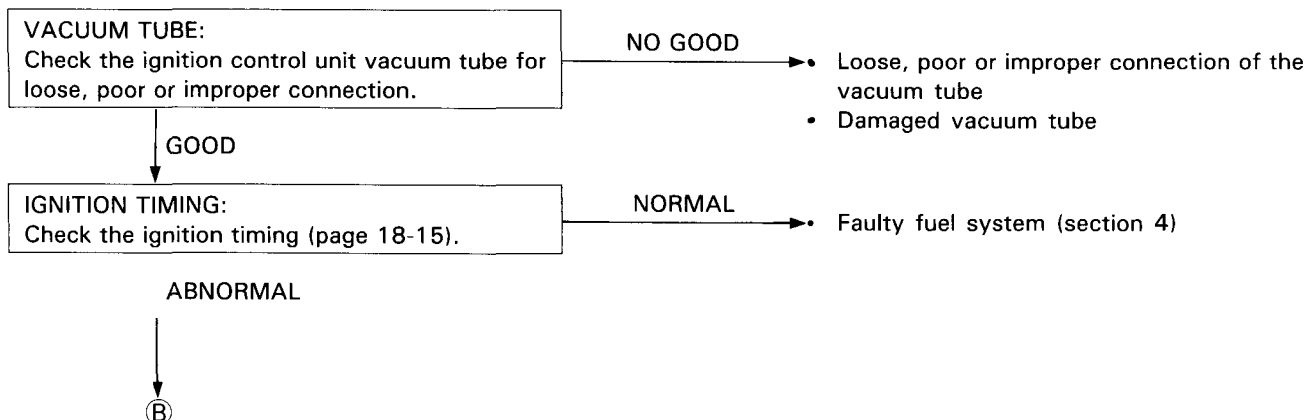 VACUUM TUBE:
Check the ignition control unit vacuum tube for
loose, poor or improper connection.
NO GOOD
• Loose, poor or improper connection of the
vacuum tube
• Damaged vacuum tube
GOOD
IGNITION TIMING:
Check the ignition timing (page 18-15).
NORMAL
• Faulty fuel system (section 4)
ABNORMAL
Ⓑ